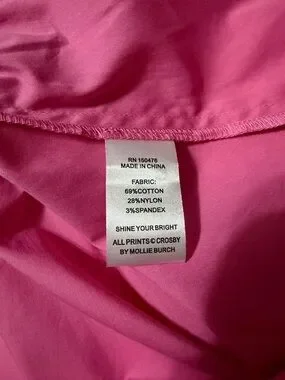 RN 150476
MADE IN CHINA
FABRIC:
69%COTTON
28%NYLON
3%SPANDEX
SHINE YOUR BRIGHT
ALL PRINTS © CROSBY
BY MOLLIE BURCH